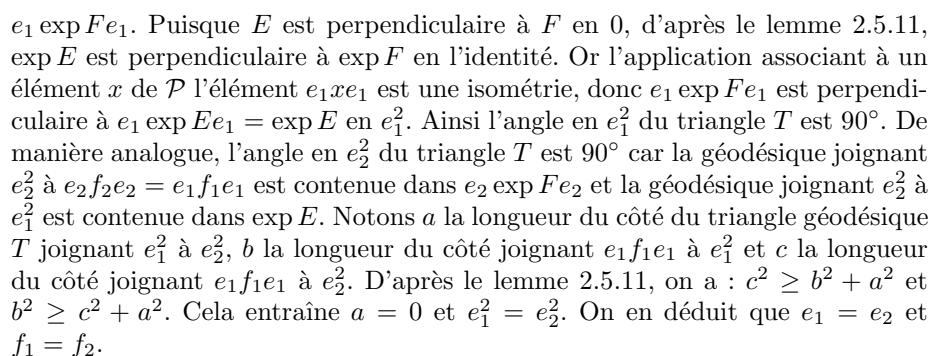 e₁ exp Fe₁. Puisque E est perpendiculaire à F en 0, d'après le lemme 2.5.11,
exp E est perpendiculaire à exp F en l'identité. Or l'application associant à un
élément x de 𝒫 l'élément e₁xe₁ est une isométrie, donc e₁ exp Fe₁ est perpendi-
culaire à e₁ exp Ee₁ = exp E en e₁². Ainsi l'angle en e₁² du triangle T est 90°. De
manière analogue, l'angle en e₂² du triangle T est 90° car la géodésique joignant
e₂² à e₂f₂e₂ = e₁f₁e₁ est contenue dans e₂ exp Fe₂ et la géodésique joignant e₂² à
e₁² est contenue dans exp E. Notons a la longueur du côté du triangle géodésique
T joignant e₁² à e₂², b la longueur du côté joignant e₁f₁e₁ à e₁² et c la longueur
du côté joignant e₁f₁e₁ à e₂². D'après le lemme 2.5.11, on a : c² ≥ b² + a² et
b² ≥ c² + a². Cela entraîne a = 0 et e₁² = e₂². On en déduit que e₁ = e₂ et
f₁ = f₂.